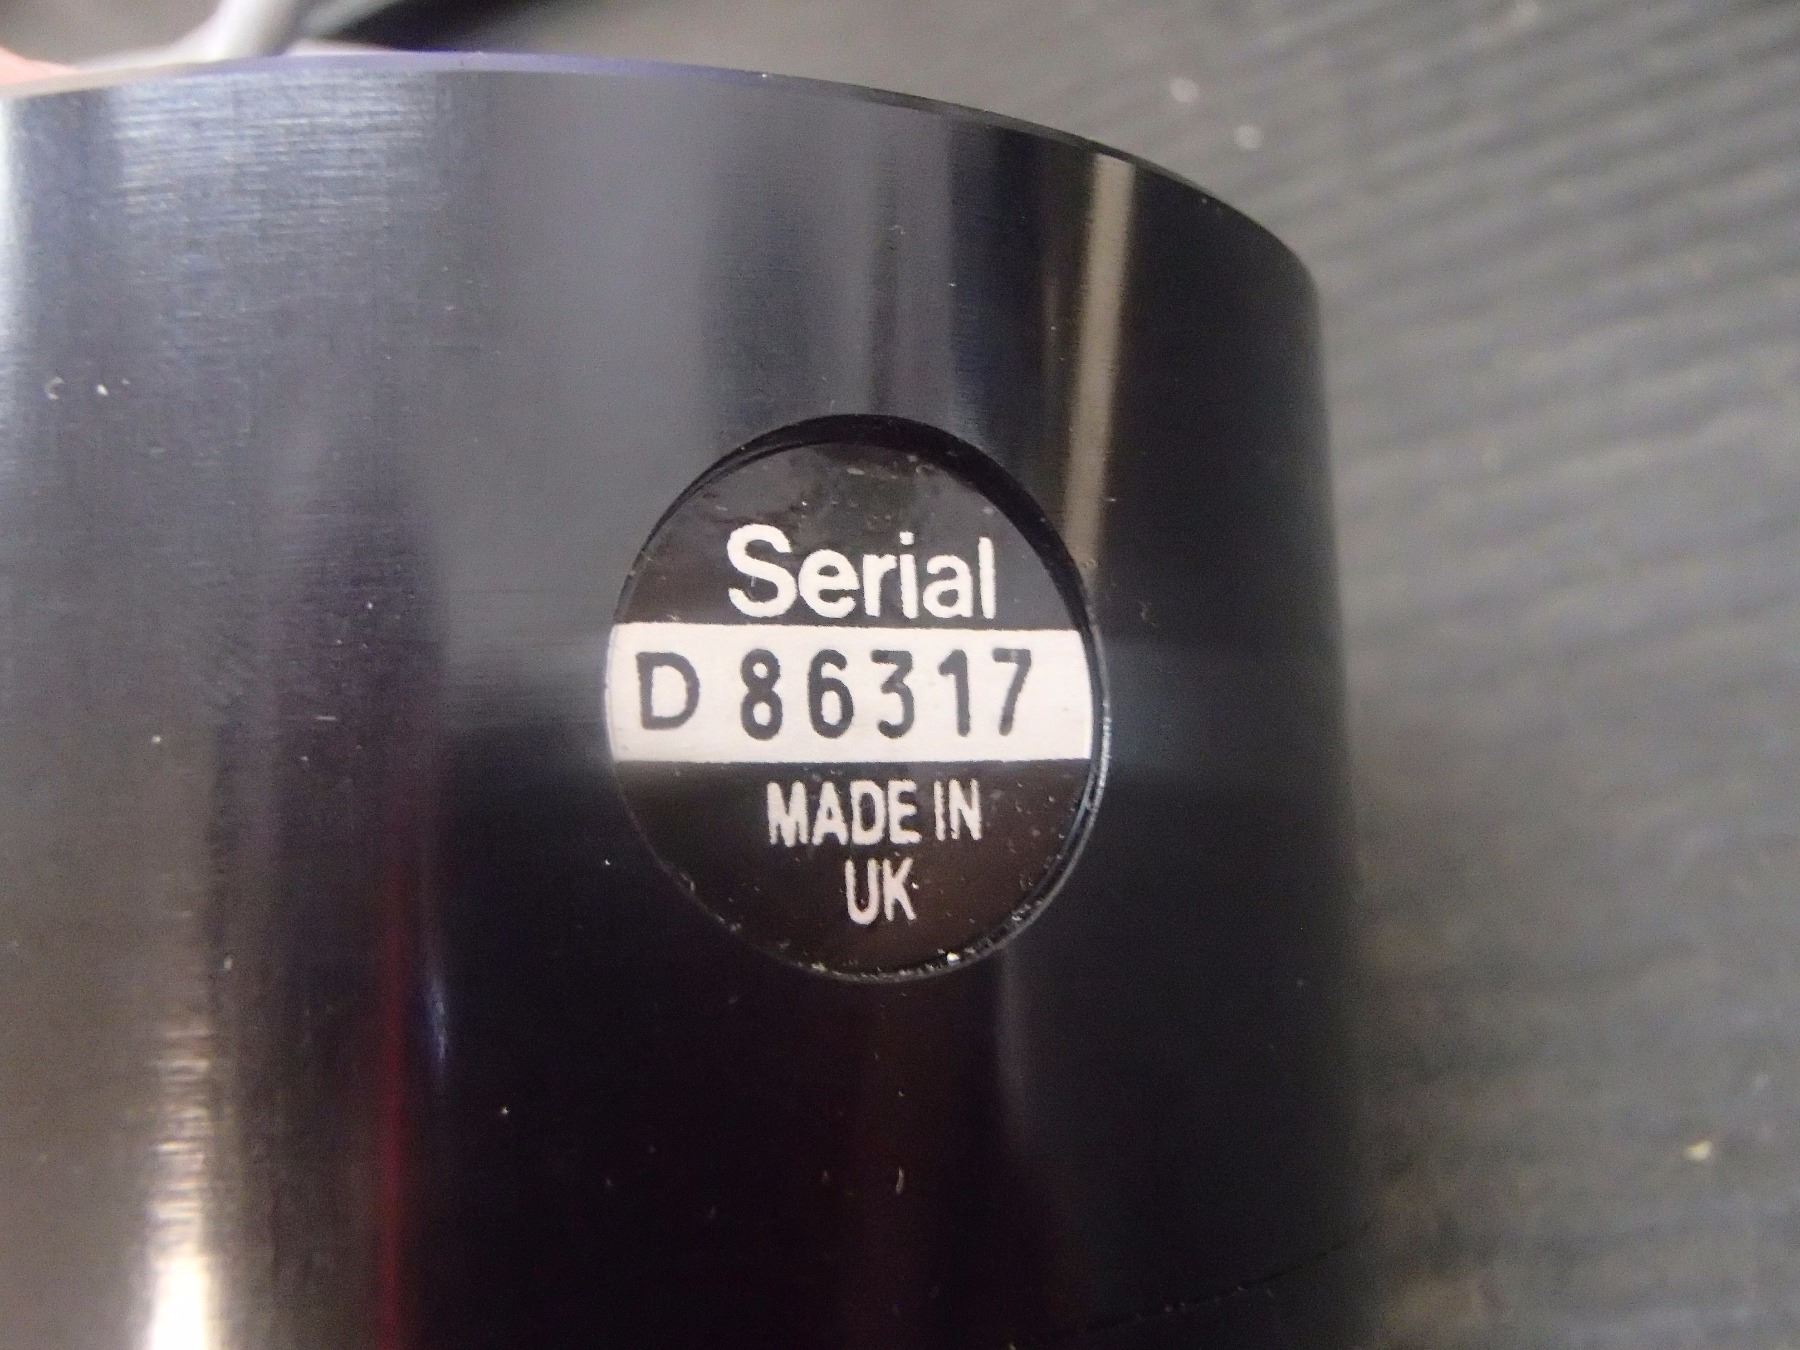 Serial
D 86317
MADE IN
UK